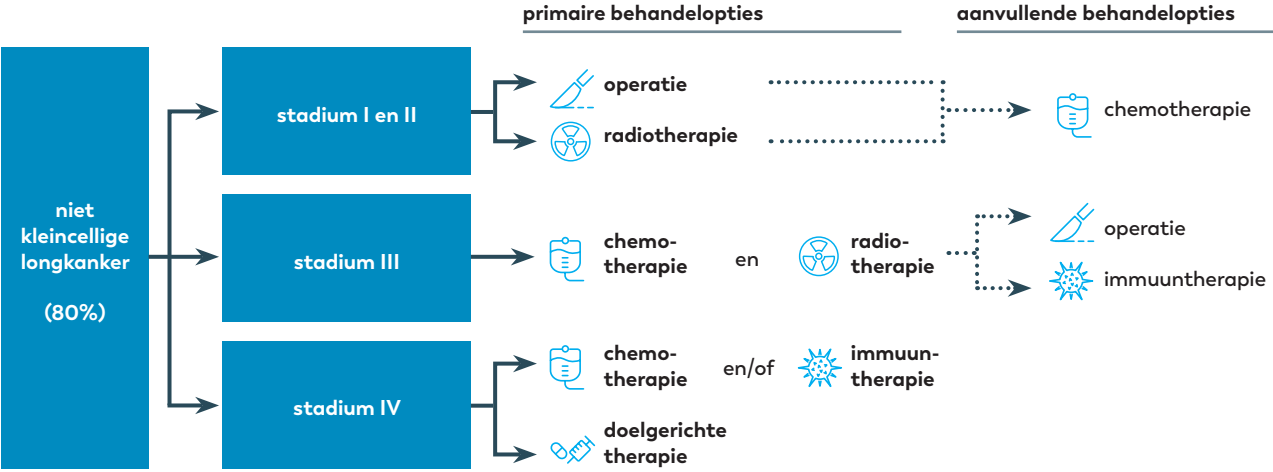 primaire behandelopties
aanvullende behandelopties
niet
kleincellige
longkanker
(80%)
stadium I en II
operatie
radiotherapie
chemotherapie
stadium III
chemo-
therapie
en
radio-
therapie
operatie
immuuntherapie
stadium IV
chemo-
therapie
en/of
immuun-
therapie
doelgerichte
therapie